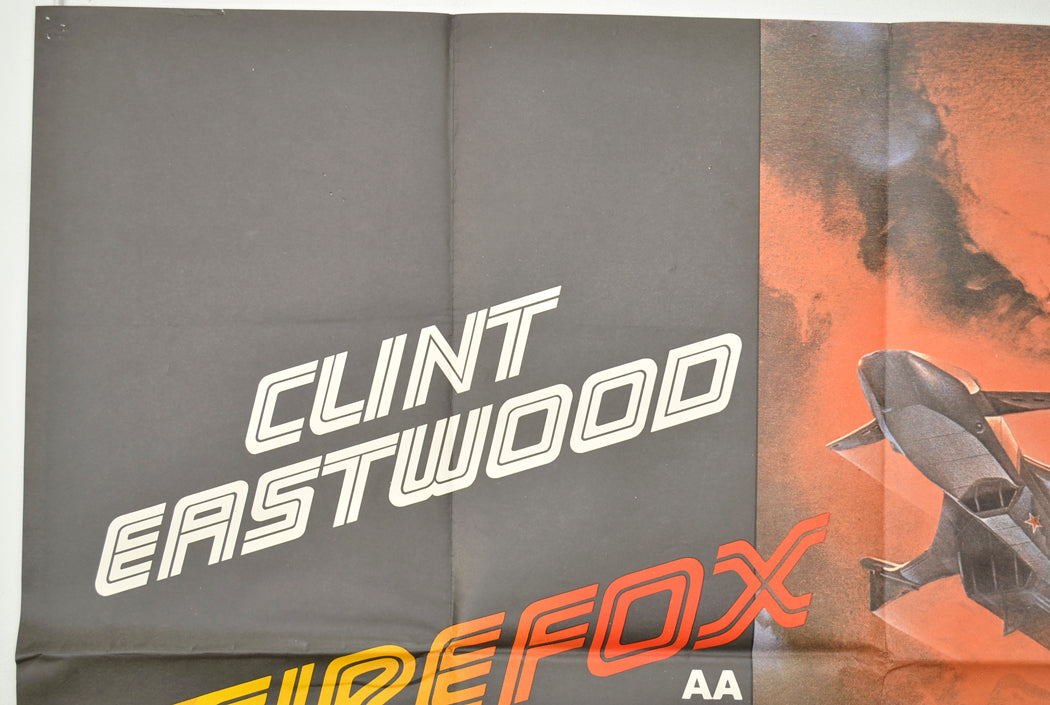 CLINT
EASTWOOD
FIREFOX
AA